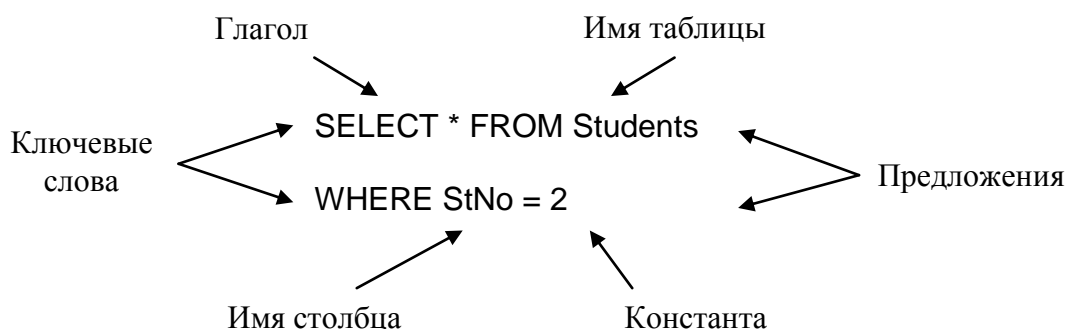 Глагол
Имя таблицы
SELECT * FROM Students
Ключевые
слова
Предложения
WHERE StNo = 2
Имя столбца
Константа